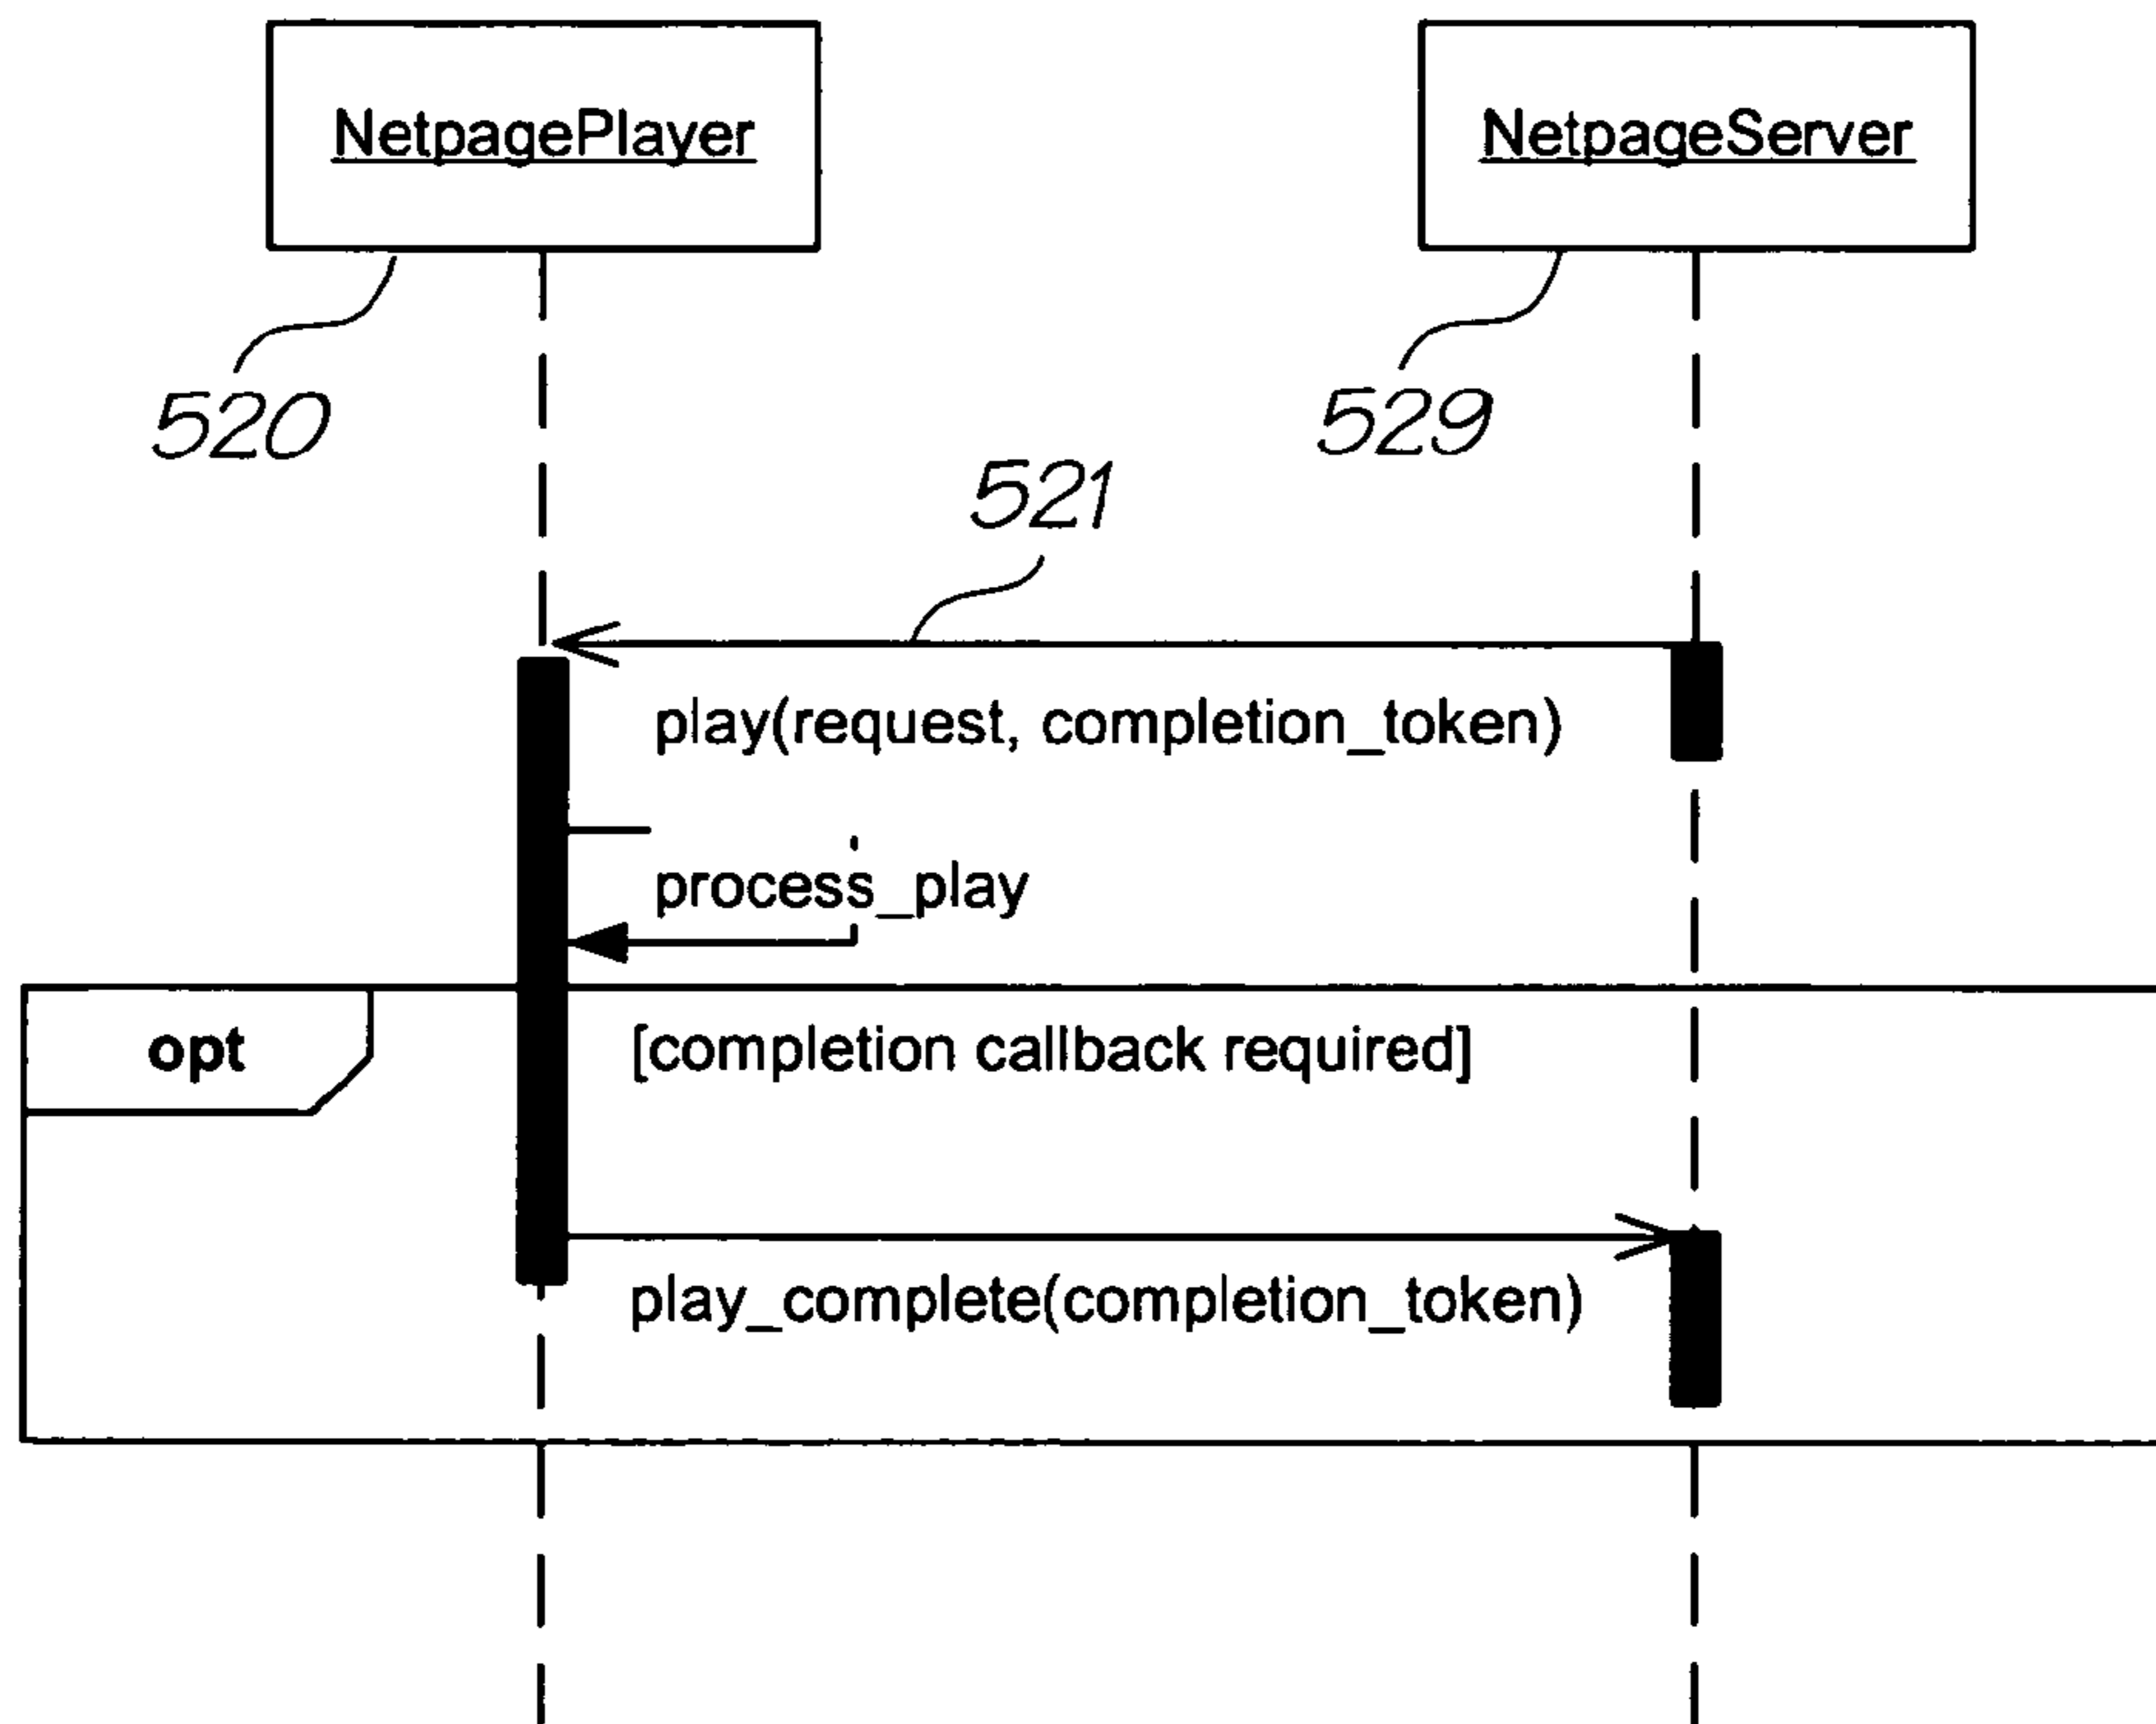 NetpagePlayer
NetpageServer
520
529
521
play(request, completion_token)
process_play
opt
[completion callback required]
play_complete(completion_token)